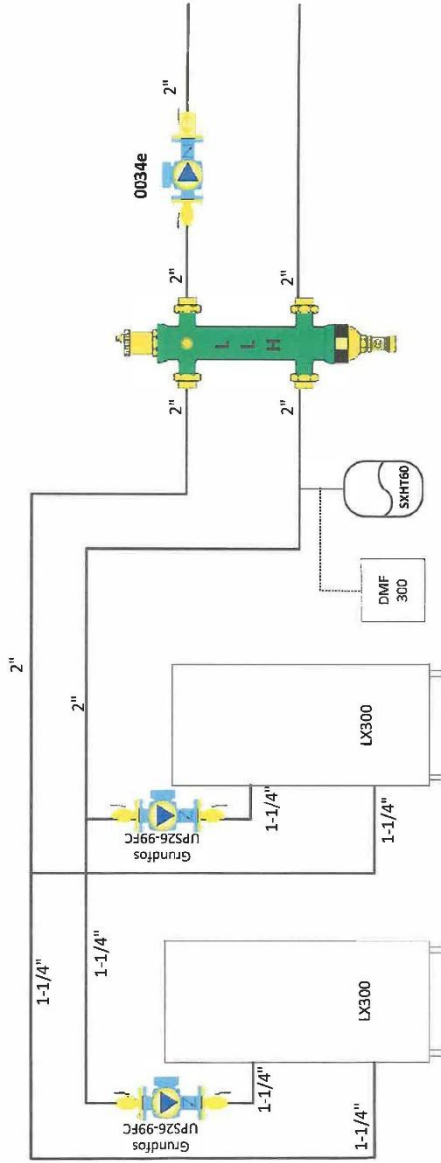 1-1/4"
2"
1-1/4"
2"
2"
2"
0034e
2"
2"
2"
L L H
Grundfos
UPS26-99FC
Grundfos
UPS26-99FC
1-1/4"
1-1/4"
1-1/4"
1-1/4"
LX300
LX300
DMF
300
SXHT60